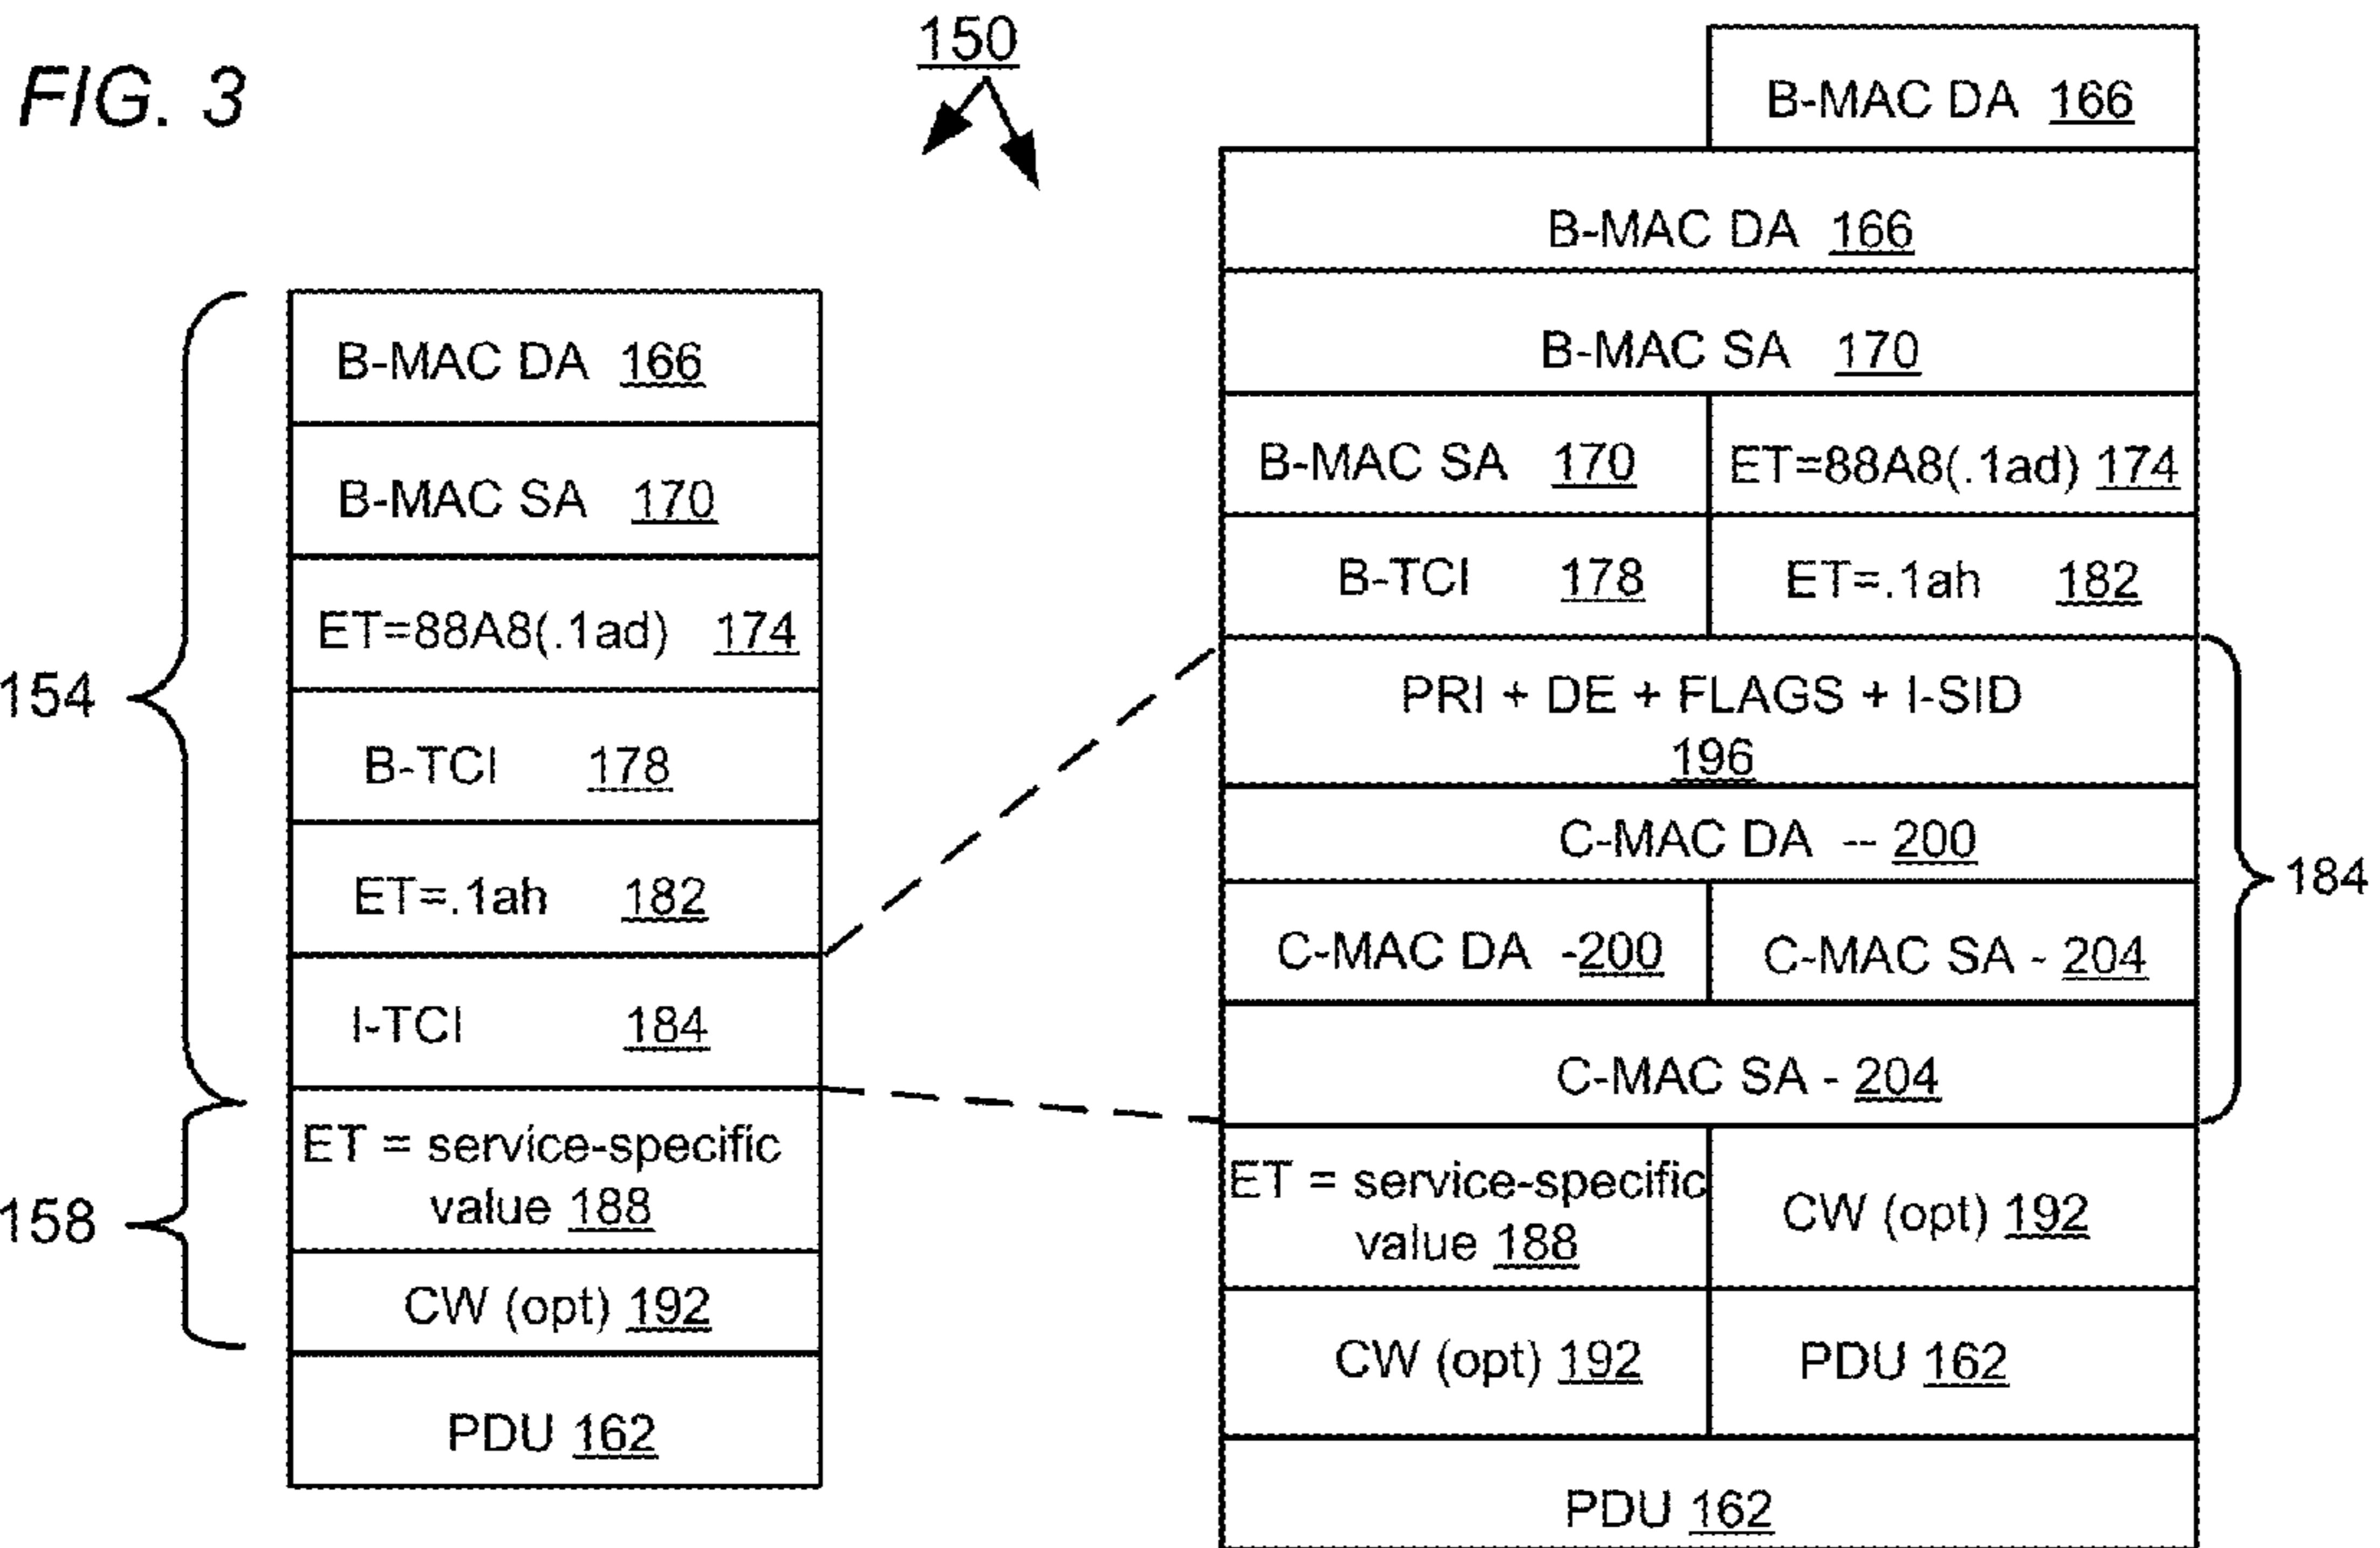 FIG. 3
150
154
158
B-MAC DA 166
B-MAC SA 170
ET=88A8(.1ad) 174
B-TCI 178
ET=.1ah 182
I-TCI 184
ET = service-specific
value 188
CW (opt) 192
PDU 162
B-MAC DA 166
B-MAC DA 166
B-MAC SA 170
B-MAC SA 170 ET=88A8(.1ad) 174
B-TCI 178 ET=.1ah 182
PRI + DE + FLAGS + I-SID
196
C-MAC DA -- 200
C-MAC DA -200 C-MAC SA - 204
C-MAC SA - 204
184
ET = service-specific
value 188
CW (opt) 192
CW (opt) 192 PDU 162
PDU 162